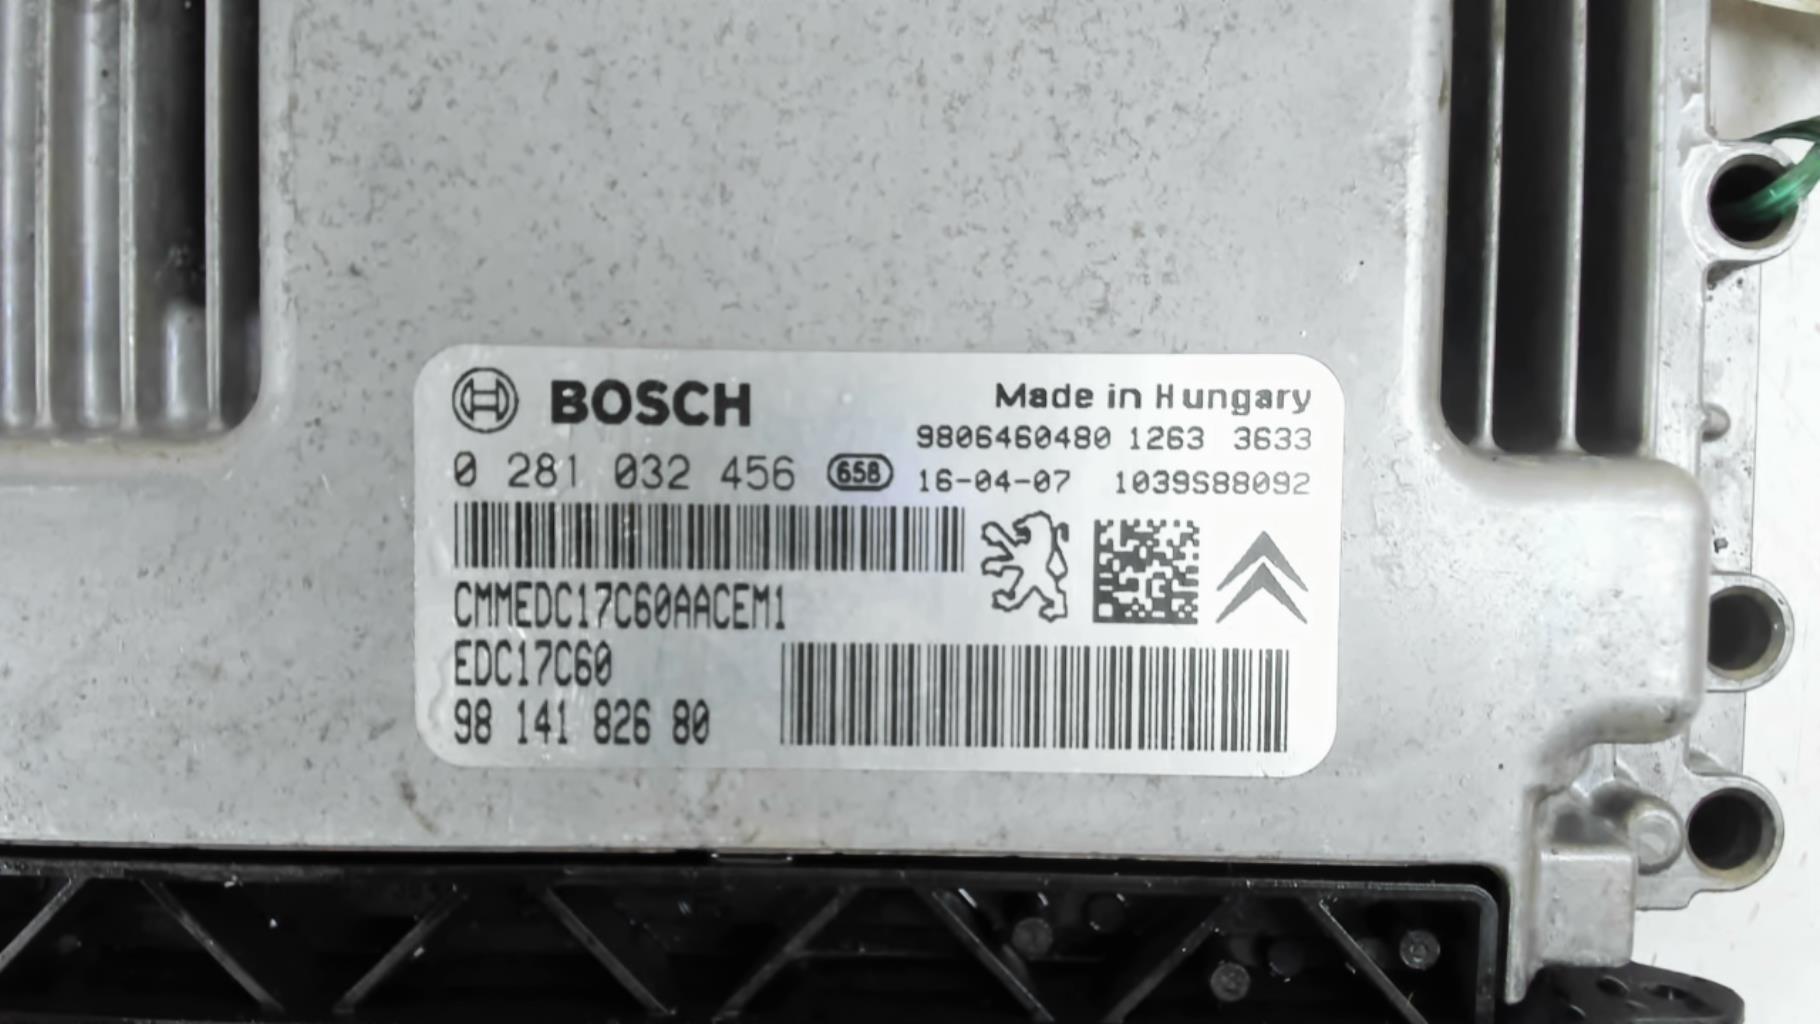 BOSCH
Made in Hungary
9806460480 1263 3633
0 281 032 456 658 16-04-07 1039S88092
CMMEDC17C60AACEM1
EDC17C60
98 141 826 80